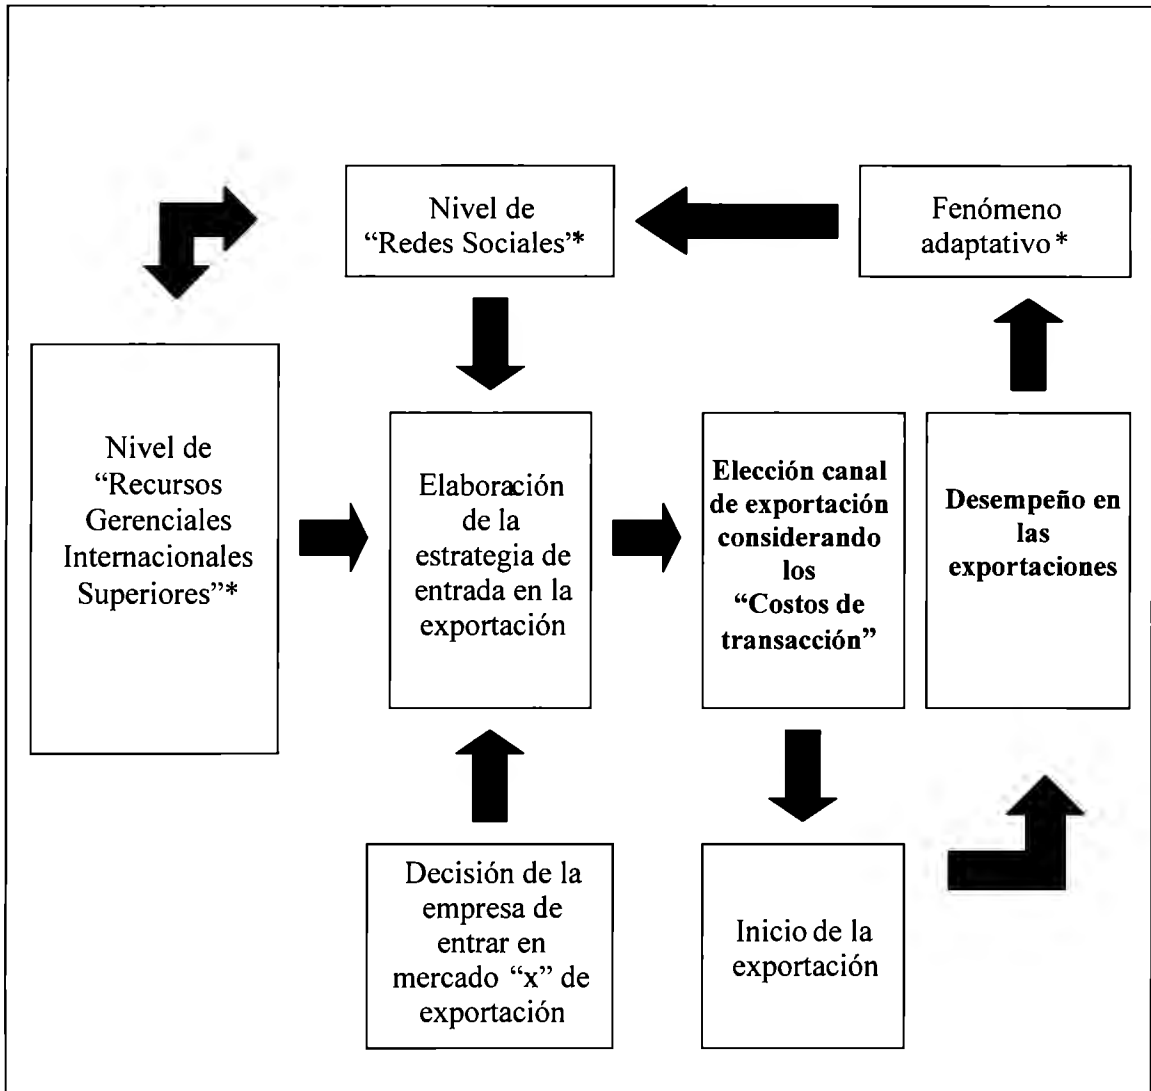 Nivel de
“Redes Sociales”*
Fenómeno
adaptativo*
Nivel de
“Recursos
Gerenciales
Internacionales
Superiores”*
Elaboración
de la
estrategia de
entrada en la
exportación
Elección canal
de exportación
considerando
los
“Costos de
transacción”
Desempeño en
las
exportaciones
Decisión de la
empresa de
entrar en
mercado “x” de
exportación
Inicio de la
exportación